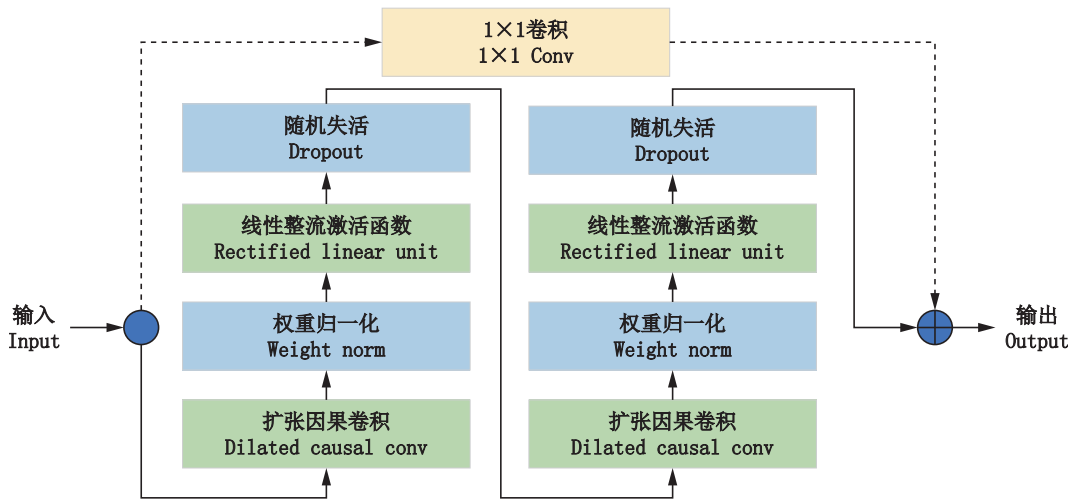 1×1卷积
1×1 Conv
随机失活
Dropout
线性整流激活函数
Rectified linear unit
权重归一化
Weight norm
扩张因果卷积
Dilated causal conv
随机失活
Dropout
线性整流激活函数
Rectified linear unit
权重归一化
Weight norm
扩张因果卷积
Dilated causal conv
输入
Input
输出
Output